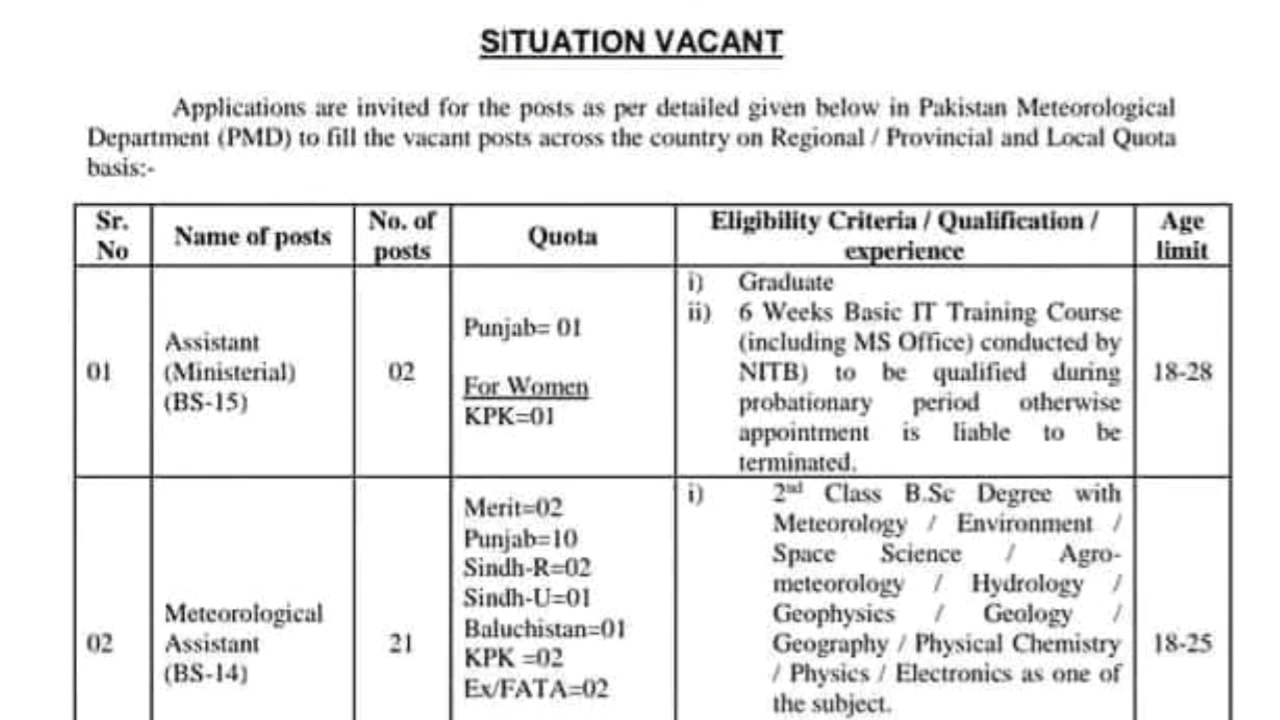 SITUATION VACANT
Applications are invited for the posts as per detailed given below in Pakistan Meteorological
Department (PMD) to fill the vacant posts across the country on Regional / Provincial and Local Quota
basis:-
Sr. No
Name of posts
No. of posts
Quota
Eligibility Criteria / Qualification / experience
Age limit
01
Assistant
(Ministerial)
(BS-15)
02
Punjab= 01
For Women
KPK=01
i) Graduate
ii) 6 Weeks Basic IT Training Course
(including MS Office) conducted by
NITB) to be qualified during
probationary period otherwise
appointment is liable to be
terminated.
18-28
02
Meteorological
Assistant
(BS-14)
21
Merit=02
Punjab=10
Sindh-R=02
Sindh-U=01
Baluchistan=01
KPK =02
Ex/FATA=02
i) 2nd Class B.Sc Degree with
Meteorology / Environment /
Space Science / Agro-
meteorology / Hydrology /
Geophysics / Geology /
Geography / Physical Chemistry
/ Physics / Electronics as one of
the subject.
18-25